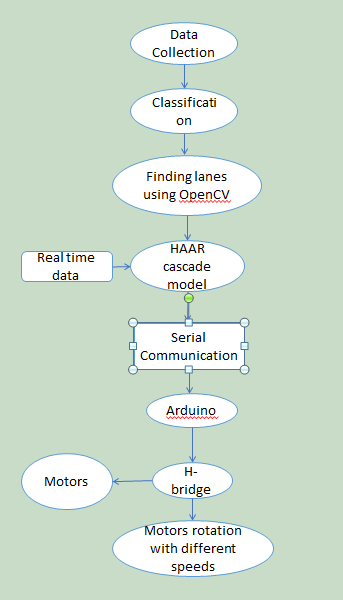 Data
Collection
Classificati
on
Finding lanes
using OpenCV
Real time
data
HAAR
cascade
model
Serial
Communication
Arduino
H-
bridge
Motors
Motors rotation
with different
speeds